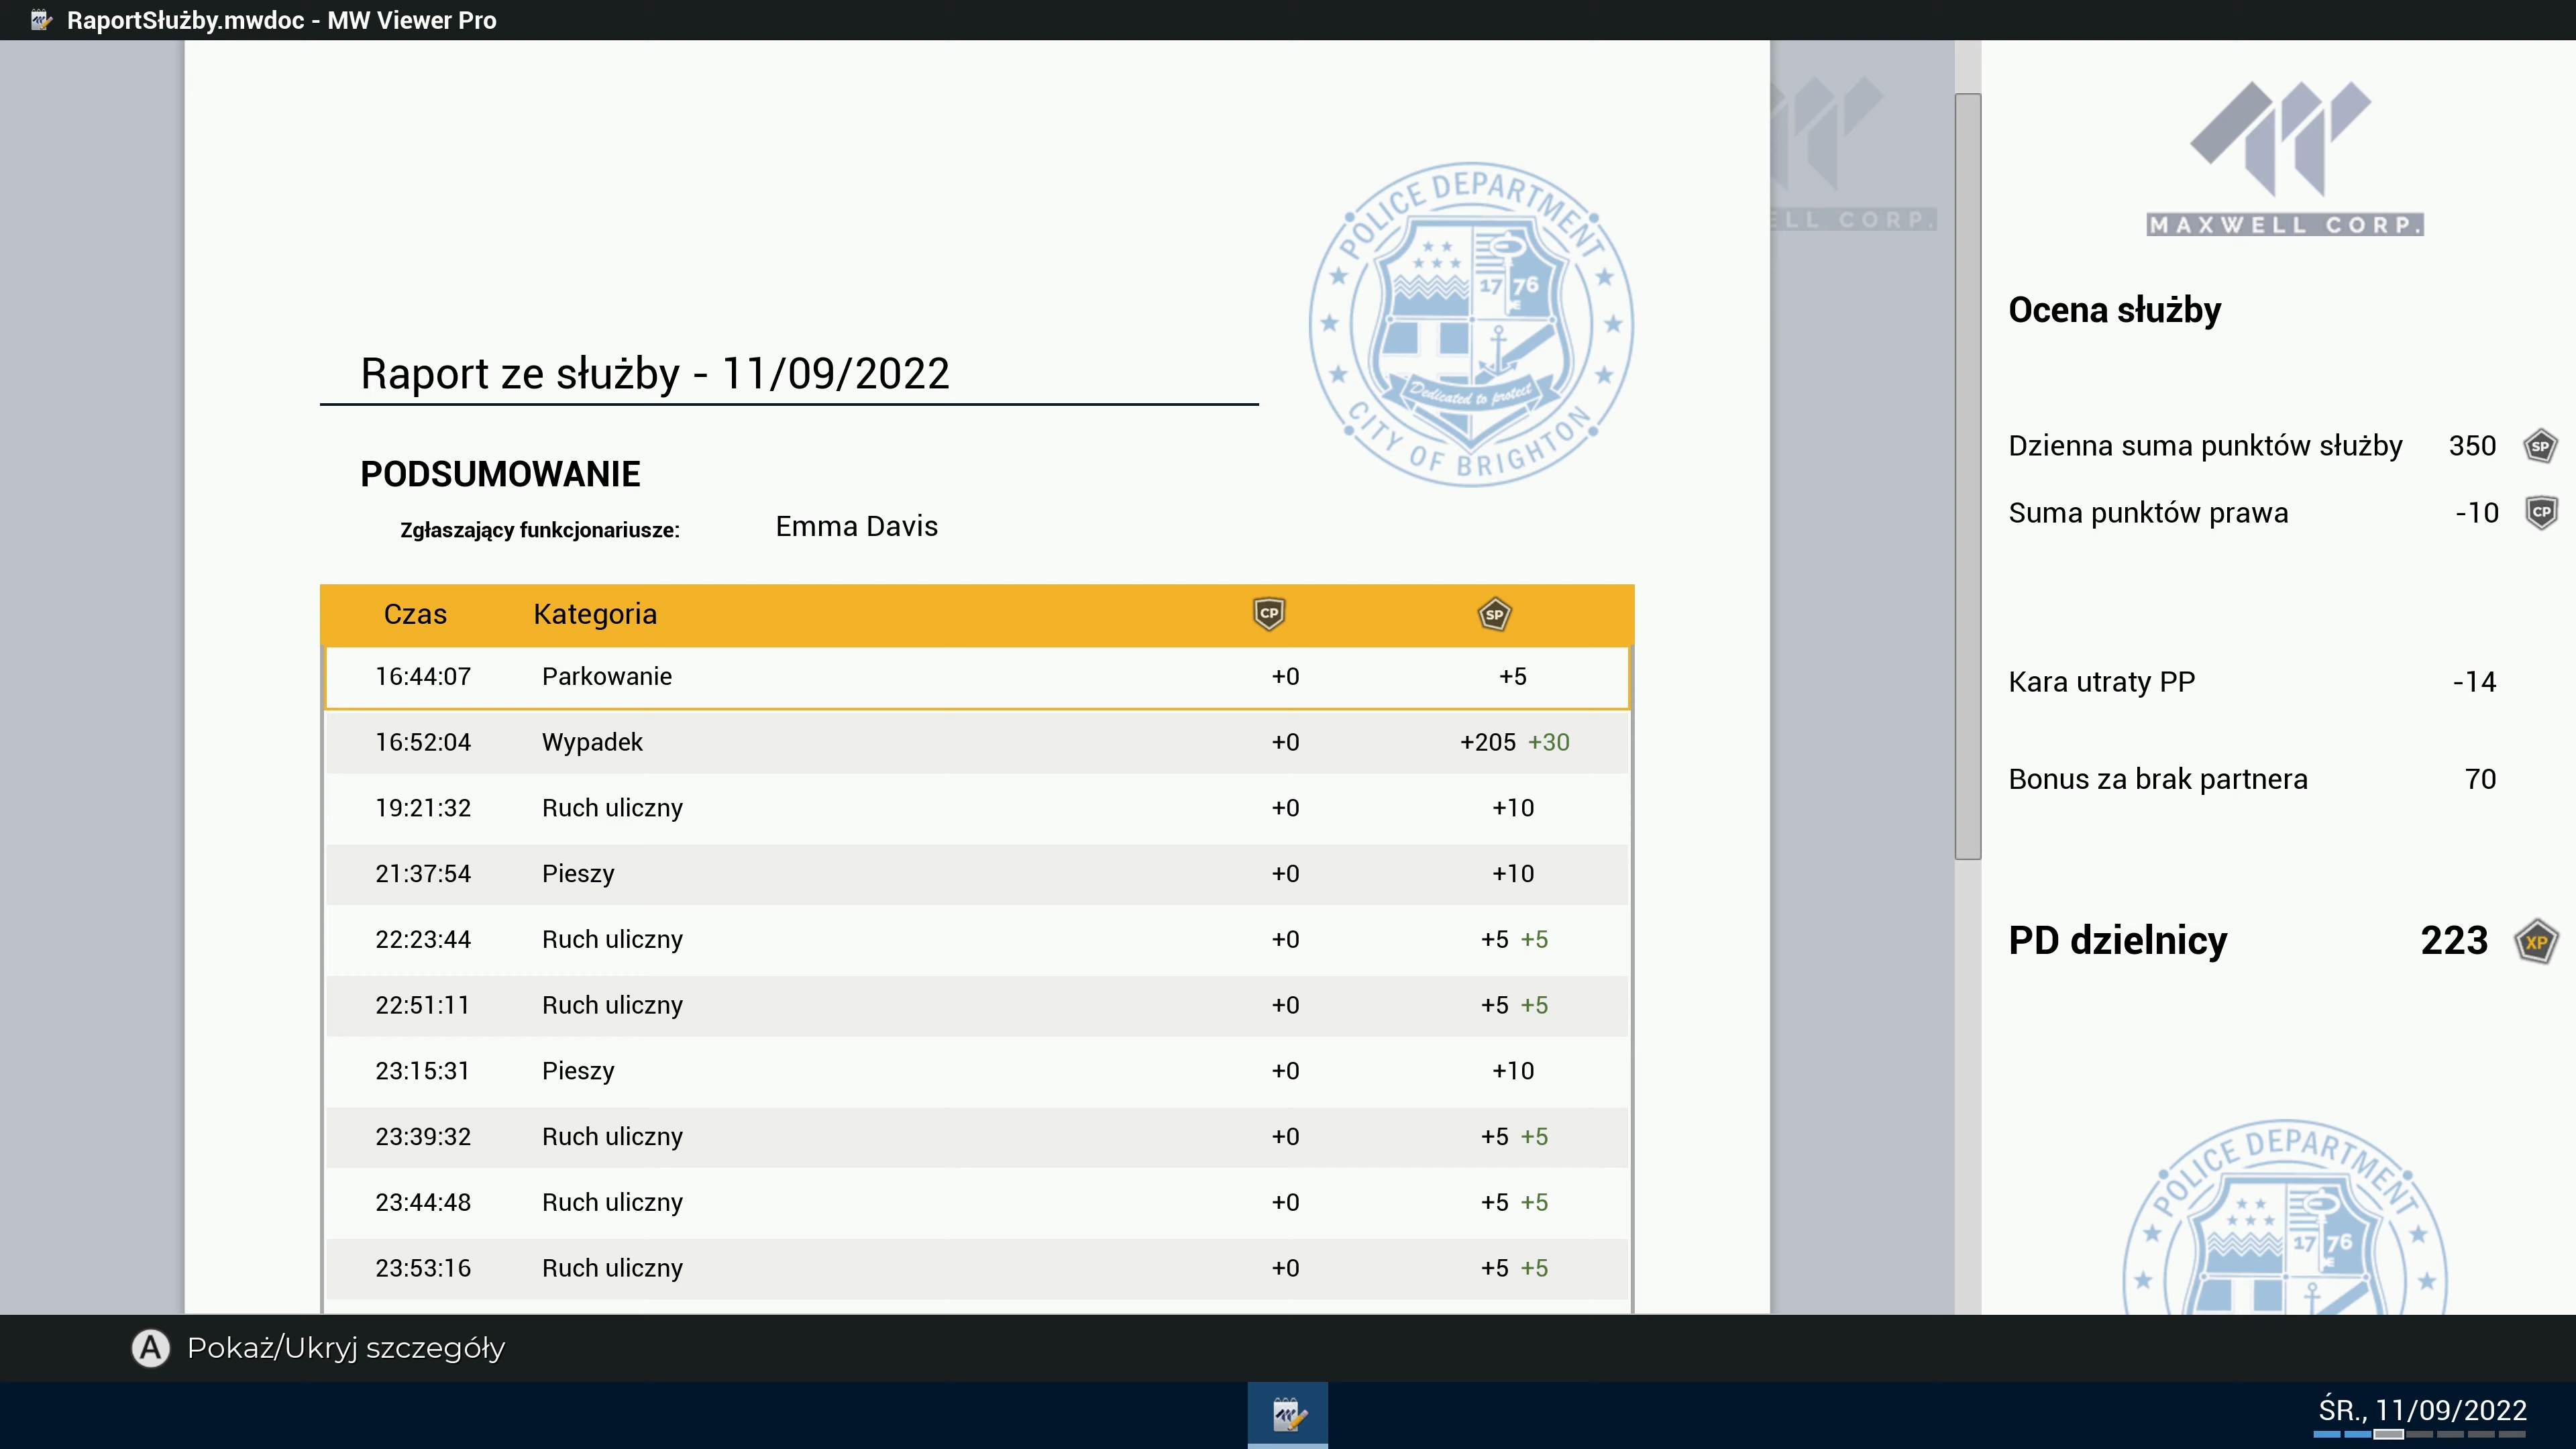 RaportSłużby.mwdoc - MW Viewer Pro
POLICE DEPARTMENT
17 76
Dedicated to protect
CITY OF BRIGHTON
Raport ze służby - 11/09/2022
PODSUMOWANIE
Zgłaszający funkcjonariusze: Emma Davis
Czas Kategoria CP SP
16:44:07 Parkowanie +0 +5
16:52:04 Wypadek +0 +205 +30
19:21:32 Ruch uliczny +0 +10
21:37:54 Pieszy +0 +10
22:23:44 Ruch uliczny +0 +5 +5
22:51:11 Ruch uliczny +0 +5 +5
23:15:31 Pieszy +0 +10
23:39:32 Ruch uliczny +0 +5 +5
23:44:48 Ruch uliczny +0 +5 +5
23:53:16 Ruch uliczny +0 +5 +5
ELL CORP.
MAXWELL CORP.
Ocena służby
Dzienna suma punktów służby 350 SP
Suma punktów prawa -10 CP
Kara utraty PP -14
Bonus za brak partnera 70
PD dzielnicy 223 XP
POLICE DEPARTMENT
17 76
A Pokaż/Ukryj szczegóły
ŚR., 11/09/2022